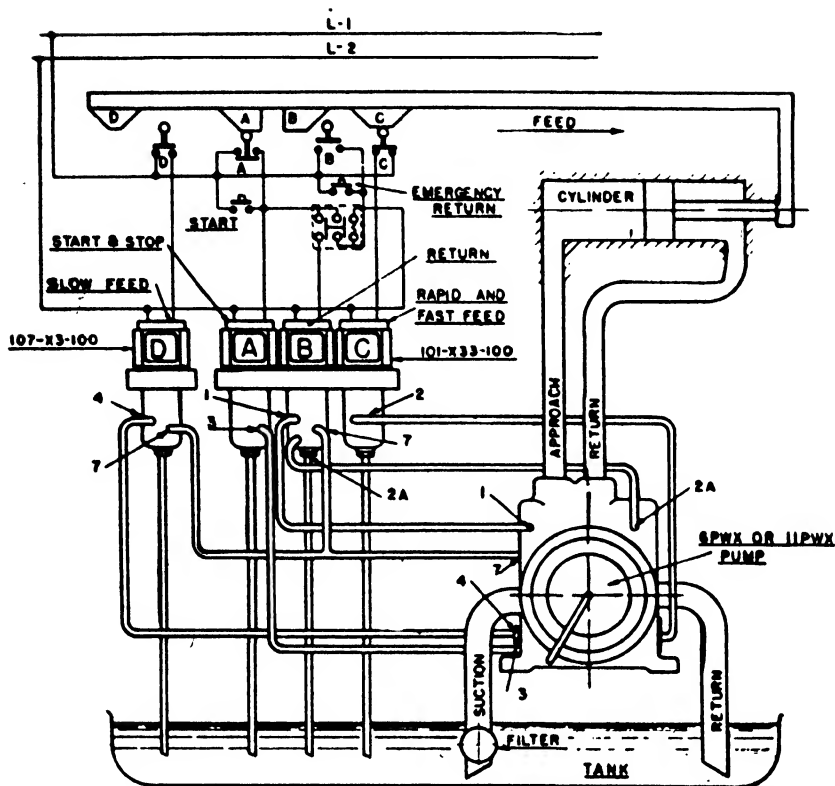 L-1
L-2
D
A
B
C
FEED
D
A
B
C
EMERGENCY
RETURN
START
CYLINDER
START & STOP
RETURN
SLOW FEED
RAPID AND
FAST FEED
107-X3-100
D
A
B
C
101-X33-100
4
1
2
3
7
7
2A
APPROACH
RETURN
1
2A
6PWX OR 11PWX
PUMP
7
4
3
SUCTION
RETURN
FILTER
TANK